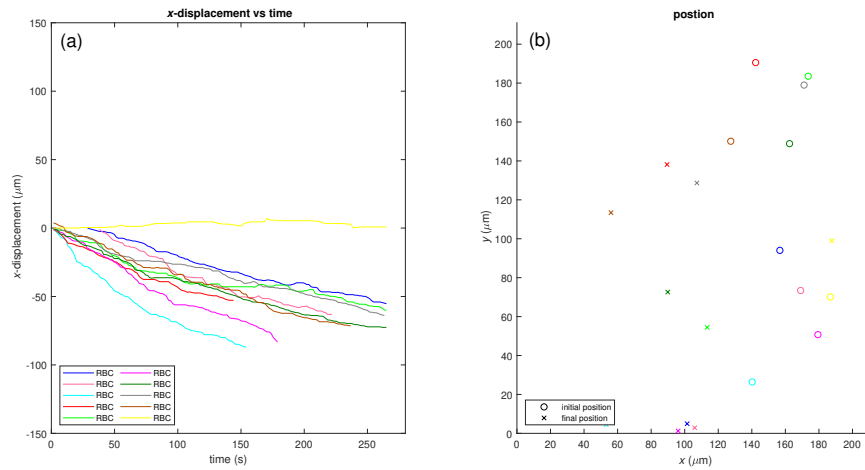 x-displacement vs time
(a)
x-displacement (μm)
150
100
50
0
-50
-100
-150
0 50 100 150 200 250 300
time (s)
RBC RBC
RBC RBC
RBC RBC
RBC RBC
RBC RBC
postion
(b)
y (μm)
200
180
160
140
120
100
80
60
40
20
0
0 20 40 60 80 100 120 140 160 180 200
x (μm)
initial position
final position